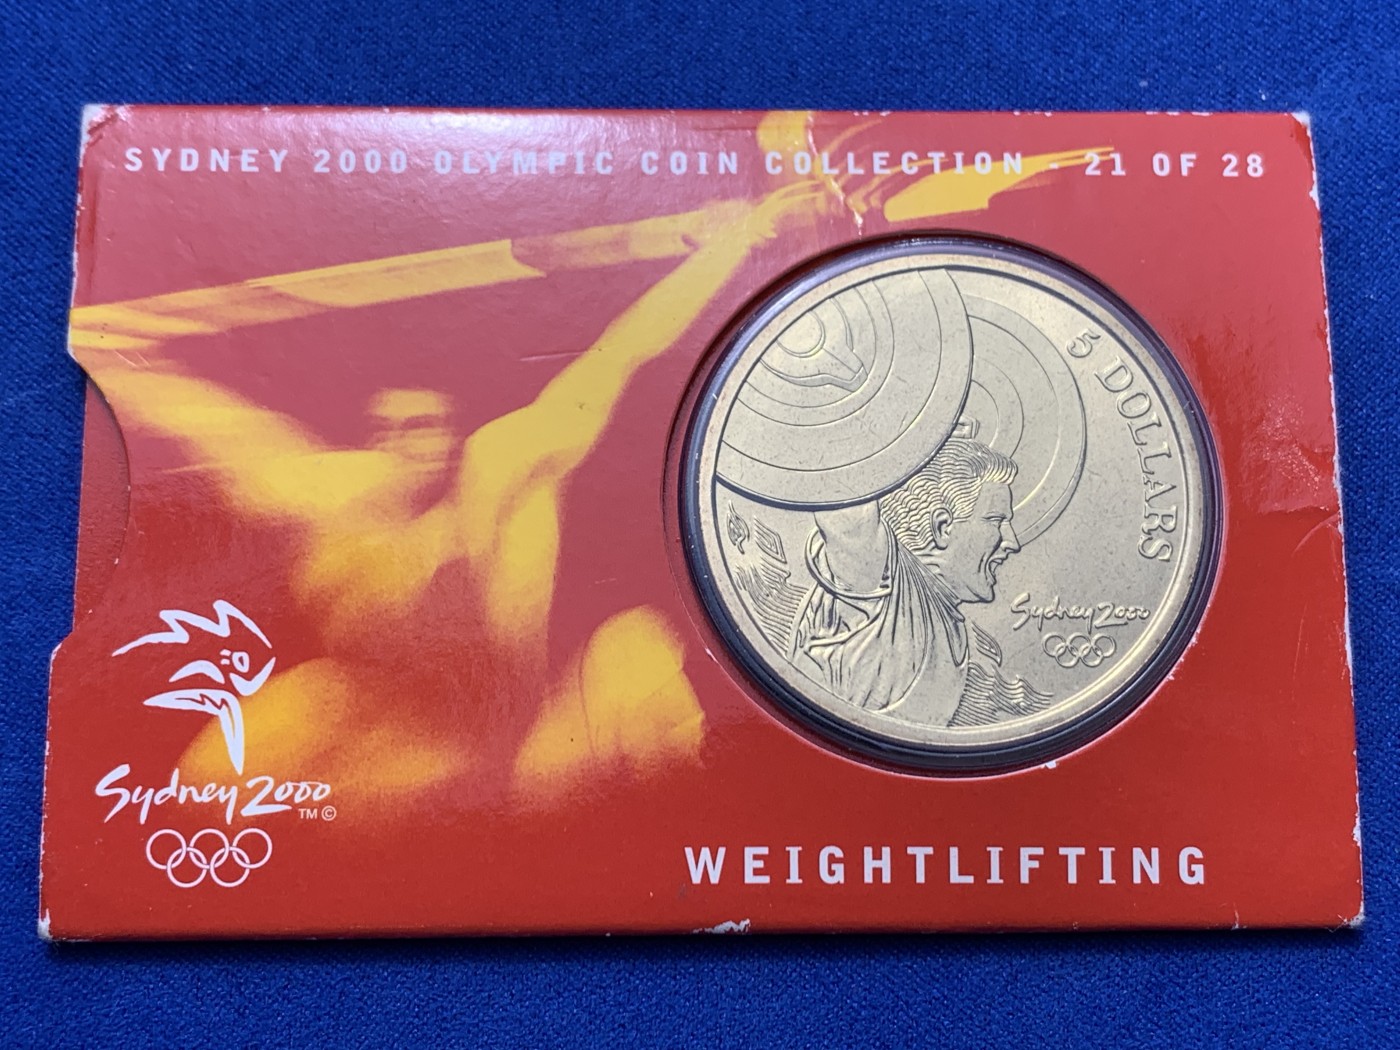 SYDNEY 2000 OLYMPIC COIN COLLECTION - 21 OF 28
5 DOLLARS
Sydney 2000
Sydney 2000
TM ©
WEIGHTLIFTING